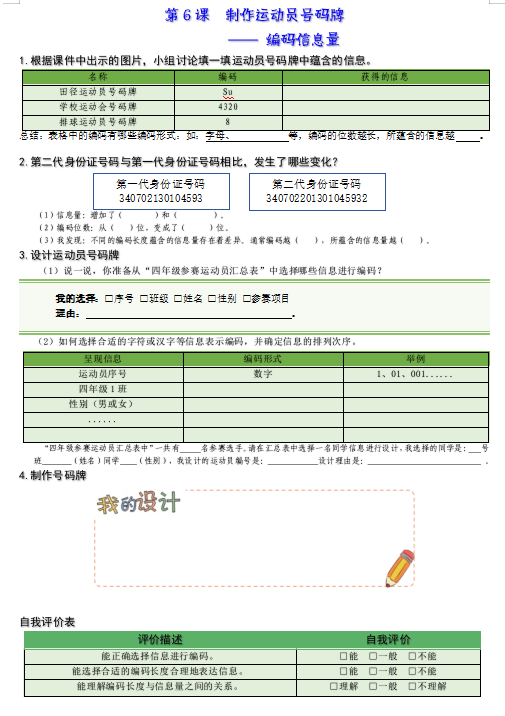 第6课 制作运动员号码牌
—— 编码信息量
1.根据课件中出示的图片，小组讨论填一填运动员号码牌中蕴含的信息。
名称 编码 获得的信息
田径运动员号码牌 Su
学校运动会号码牌 4320
排球运动员号码牌 8
总结：表格中的编码有哪些编码形式：如：字母、______等，编码的位数越长，所蕴含的信息越____。
2.第二代身份证号码与第一代身份证号码相比，发生了哪些变化？
第一代身份证号码 第二代身份证号码
340702130104593 340702201301045932
（1）信息量：增加了（ ）和（ ）。
（2）编码位数：从（ ）位，变成了（ ）位。
（3）我发现：不同的编码长度蕴含的信息量存在着差异。通常编码越（ ），所蕴含的信息量越（ ）。
3.设计运动员号码牌
（1）说一说，你准备从“四年级参赛运动员汇总表”中选择哪些信息进行编码？
我的选择：□序号 □班级 □姓名 □性别 □参赛项目
理由：______________________________。
（2）如何选择合适的字符或汉字等信息表示编码，并确定信息的排列次序。
呈现信息 编码形式 举例
运动员序号 数字 1、01、001......
四年级1班
性别（男或女）
......
“四年级参赛运动员汇总表中”一共有_____名参赛选手。请在汇总表中选择一名同学信息进行设计，我选择的同学是：___号
班_______（姓名）同学____（性别），我设计的运动员编号是：____________设计理由是：__________________________。
4.制作号码牌
我的设计
自我评价表
评价描述 自我评价
能正确选择信息进行编码。 □能 □一般 □不能
能选择合适的编码长度合理地表达信息。 □能 □一般 □不能
能理解编码长度与信息量之间的关系。 □理解 □一般 □不理解